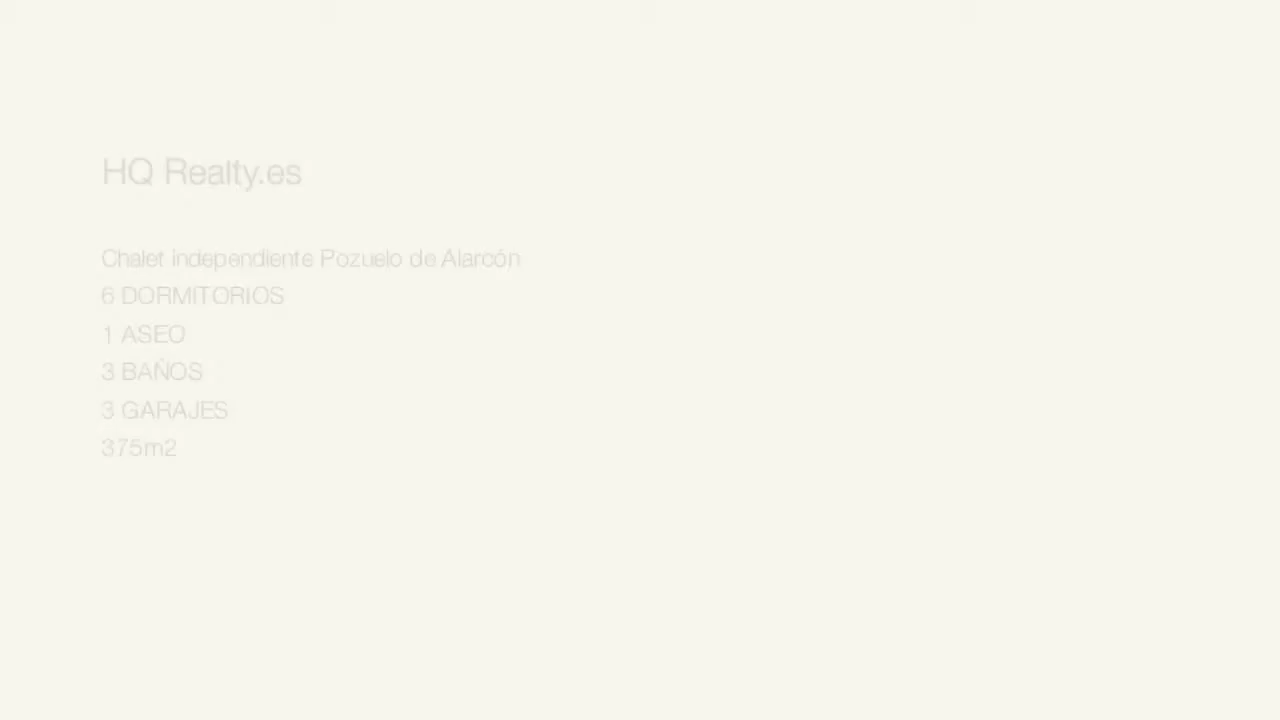 HQ Realty.es
Chalet independiente Pozuelo de Alarcón
6 DORMITORIOS
1 ASEO
3 BAÑOS
3 GARAJES
375m2